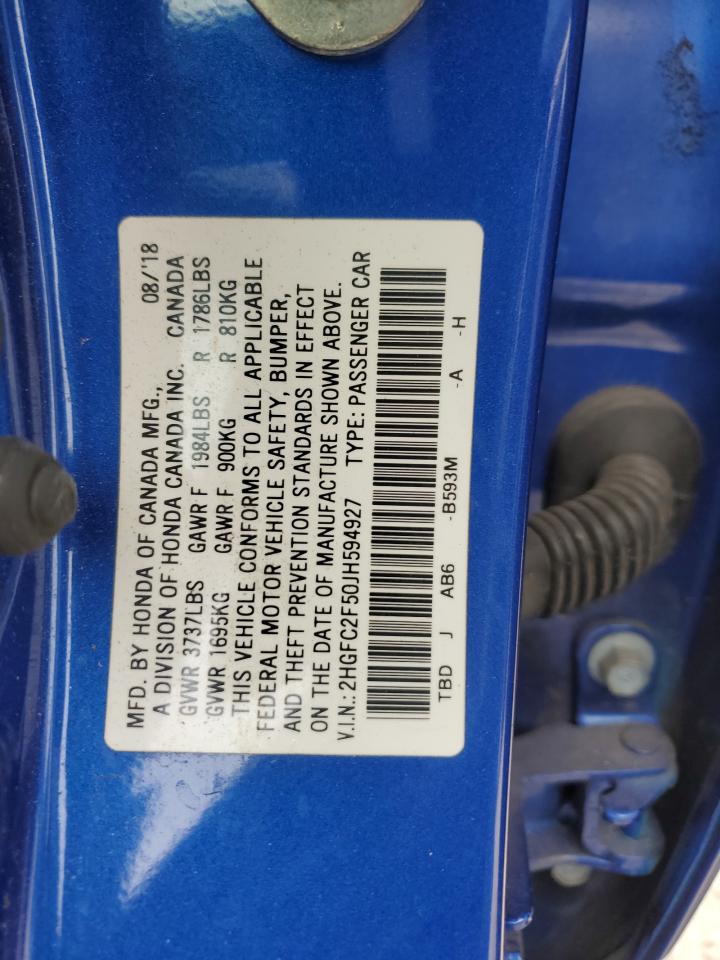 MFD. BY HONDA OF CANADA MFG., 08/'18
A DIVISION OF HONDA CANADA INC. CANADA
GVWR 3737LBS GAWR F 1984LBS R 1786LBS
GVWR 1695KG GAWR F 900KG R 810KG
THIS VEHICLE CONFORMS TO ALL APPLICABLE
FEDERAL MOTOR VEHICLE SAFETY, BUMPER,
AND THEFT PREVENTION STANDARDS IN EFFECT
ON THE DATE OF MANUFACTURE SHOWN ABOVE.
V.I.N.: 2HGFC2F50JH594927 TYPE: PASSENGER CAR
TBD J AB6 -B593M -A -H